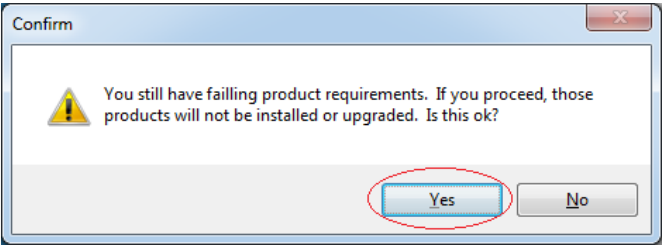 Confirm
You still have failling product requirements.  If you proceed, those
products will not be installed or upgraded.  Is this ok?
Yes
No